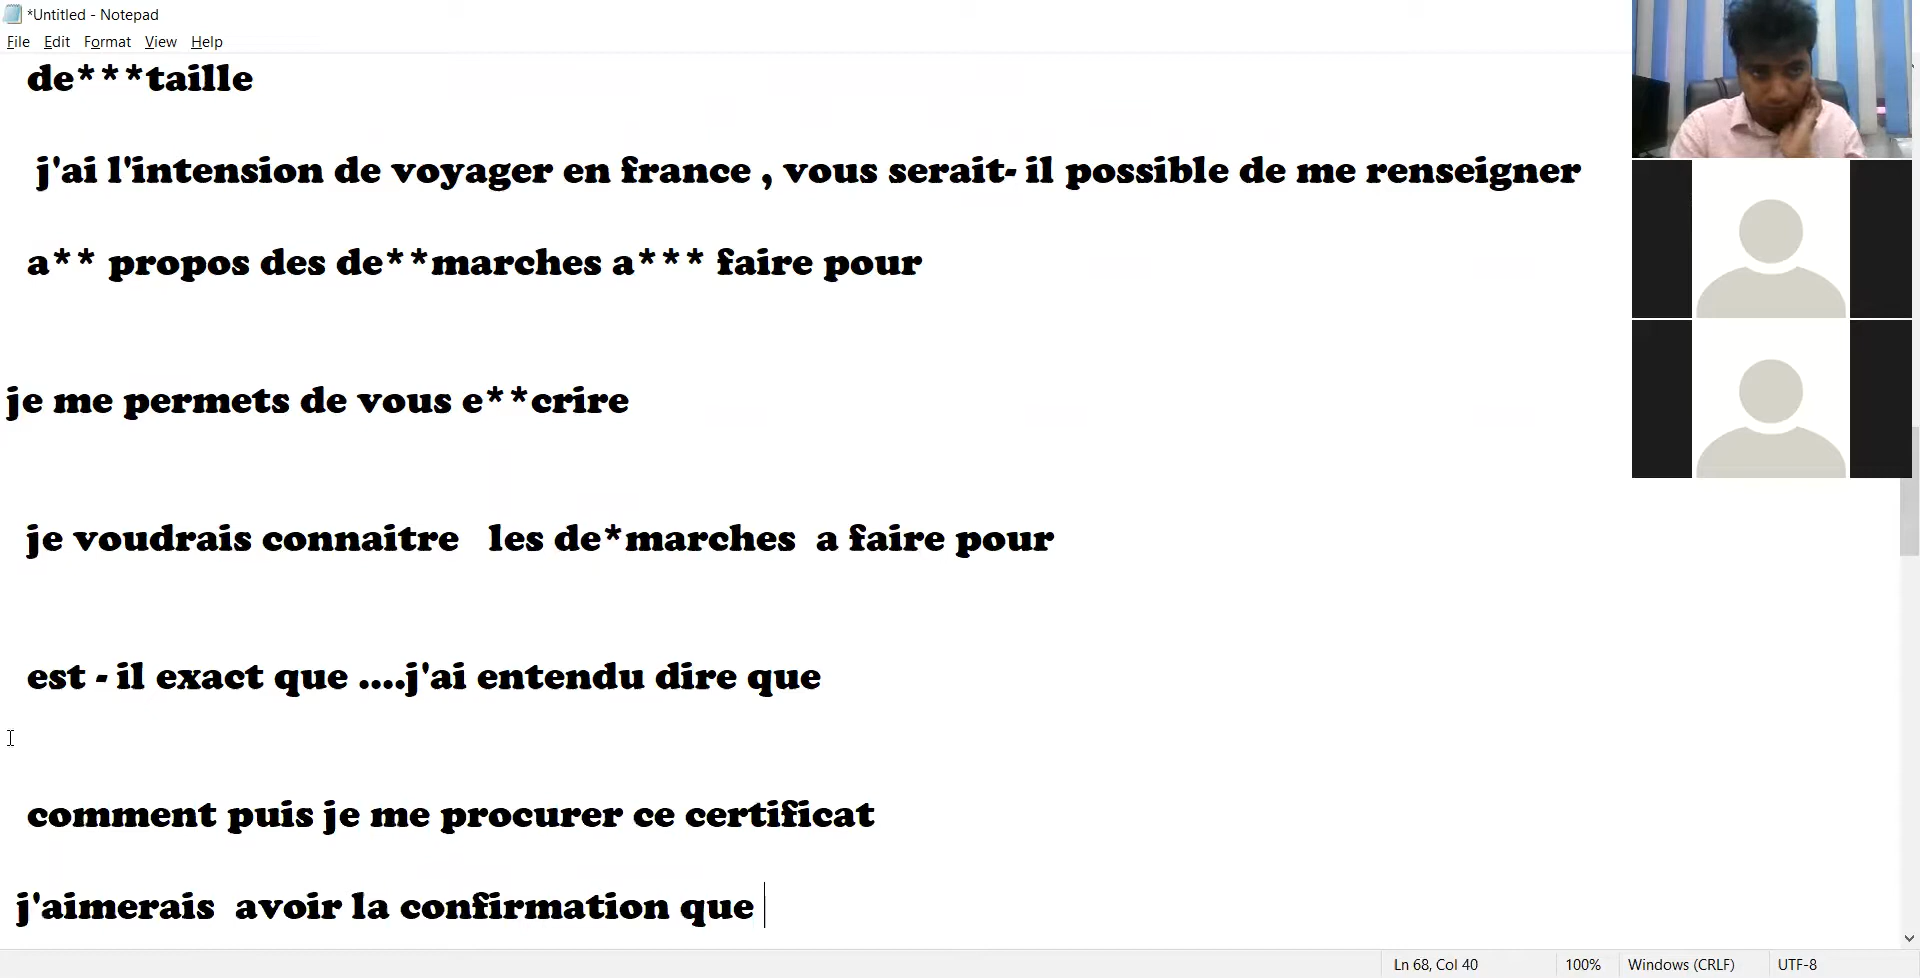 *Untitled - Notepad
File Edit Format View Help
de***taille
j'ai l'intension de voyager en france , vous serait- il possible de me renseigner
a** propos des de**marches a*** faire pour
je me permets de vous e**crire
je voudrais connaitre   les de*marches  a faire pour
est - il exact que ....j'ai entendu dire que
comment puis je me procurer ce certificat
j'aimerais  avoir la confirmation que
Ln 68, Col 40 100% Windows (CRLF) UTF-8